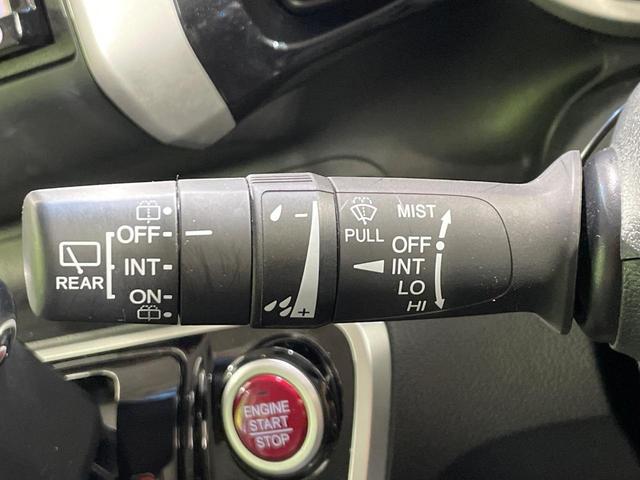 OFF
INT
ON
REAR
-
+
PULL
MIST
OFF
INT
LO
HI
ENGINE
START
STOP